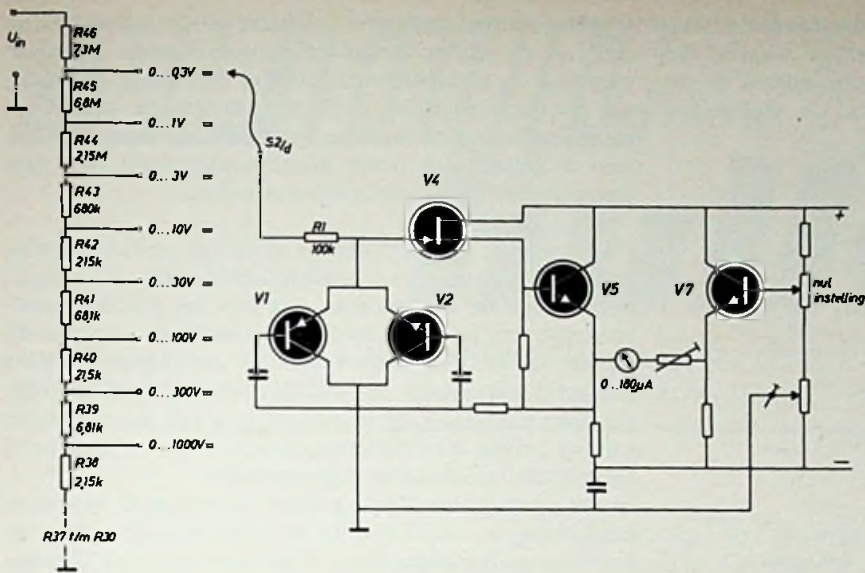 U in
R46
7,3M
R45
6,8M
R44
2,15M
R43
680k
R42
215k
R41
68,1k
R40
21,5k
R39
6,81k
R38
2,15k
R37 t/m R30
0...0,3V =
0...1V =
0...3V =
0...10V =
0...30V =
0...100V =
0...300V =
0...1000V =
S2/d
R1
100k
V1
V2
V4
V5
V7
0...180µA
nul
instelling
+
−